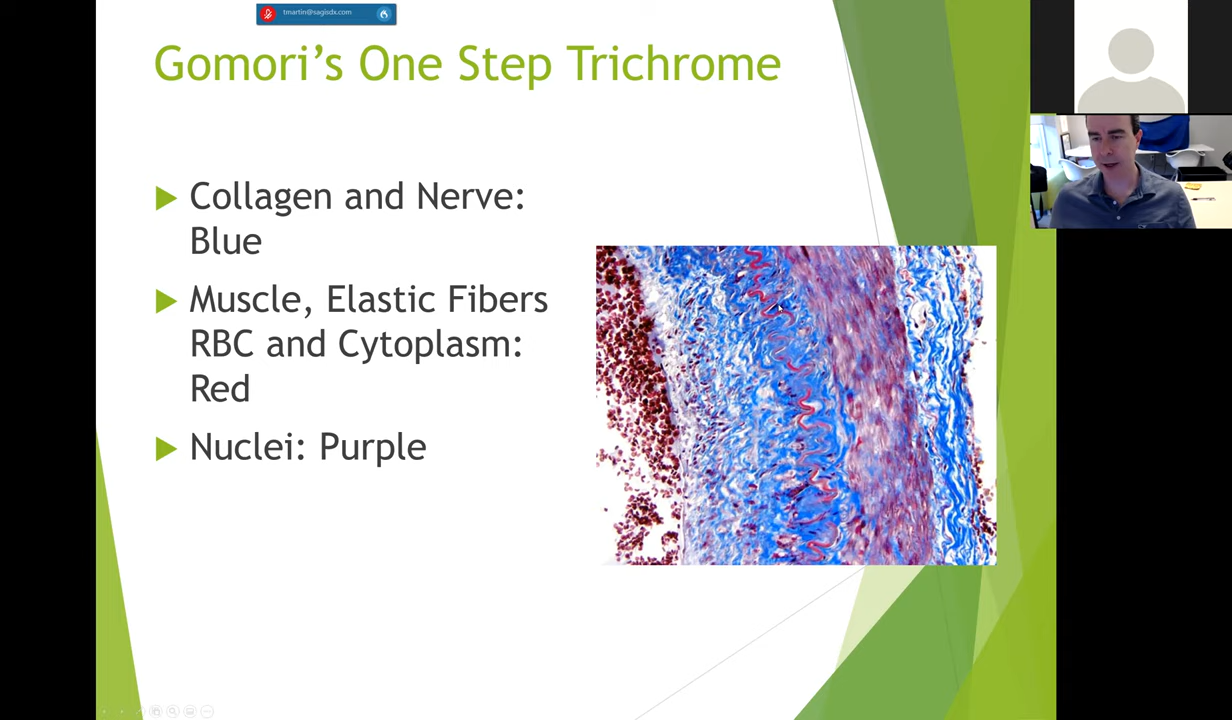 tmartin@sagisdx.com
Gomori's One Step Trichrome
Collagen and Nerve:
Blue
Muscle, Elastic Fibers
RBC and Cytoplasm:
Red
Nuclei: Purple